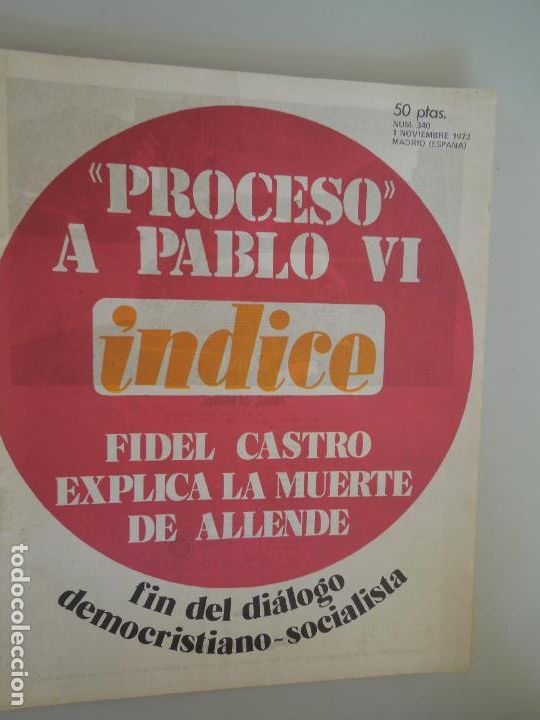 50 ptas.
NUM. 340
1 NOVIEMBRE 1973
MADRID (ESPAÑA)
«PROCESO»
A PABLO VI
indice
FIDEL CASTRO
EXPLICA LA MUERTE
DE ALLENDE
fin del diálogo
democristiano-socialista
todocoleccion